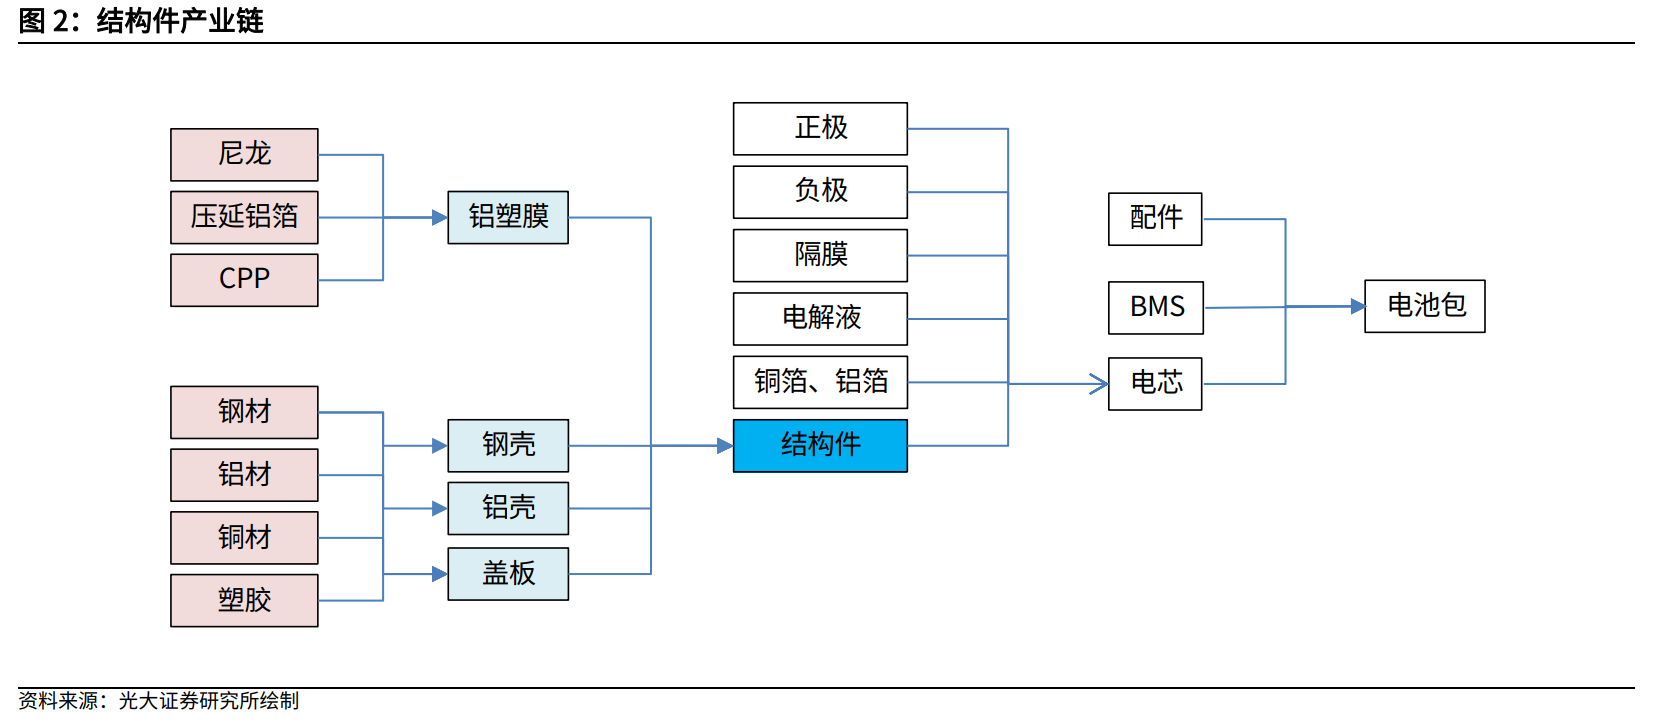 图 2：结构件产业链
尼龙
压延铝箔
CPP
铝塑膜
钢材
铝材
铜材
塑胶
钢壳
铝壳
盖板
正极
负极
隔膜
电解液
铜箔、铝箔
结构件
配件
BMS
电芯
电池包
资料来源：光大证券研究所绘制